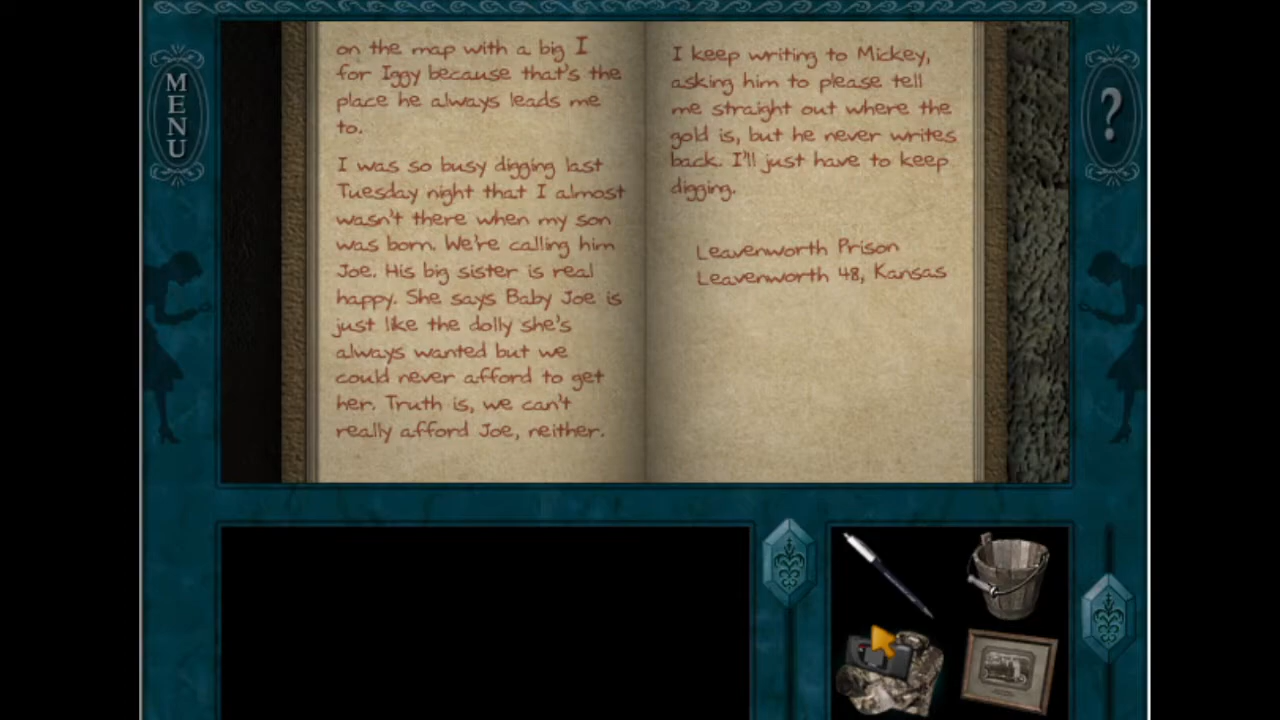 MENU
on the map with a big I
for Iggy because that's the
place he always leads me
to.
I was so busy digging last
Tuesday night that I almost
wasn't there when my son
was born. We're calling him
Joe. His big sister is real
happy. She says Baby Joe is
just like the dolly she's
always wanted but we
could never afford to get
her. Truth is, we can't
really afford Joe, neither.
I keep writing to Mickey,
asking him to please tell
me straight out where the
gold is, but he never writes
back. I'll just have to keep
digging.
Leavenworth Prison
Leavenworth 48, Kansas
?